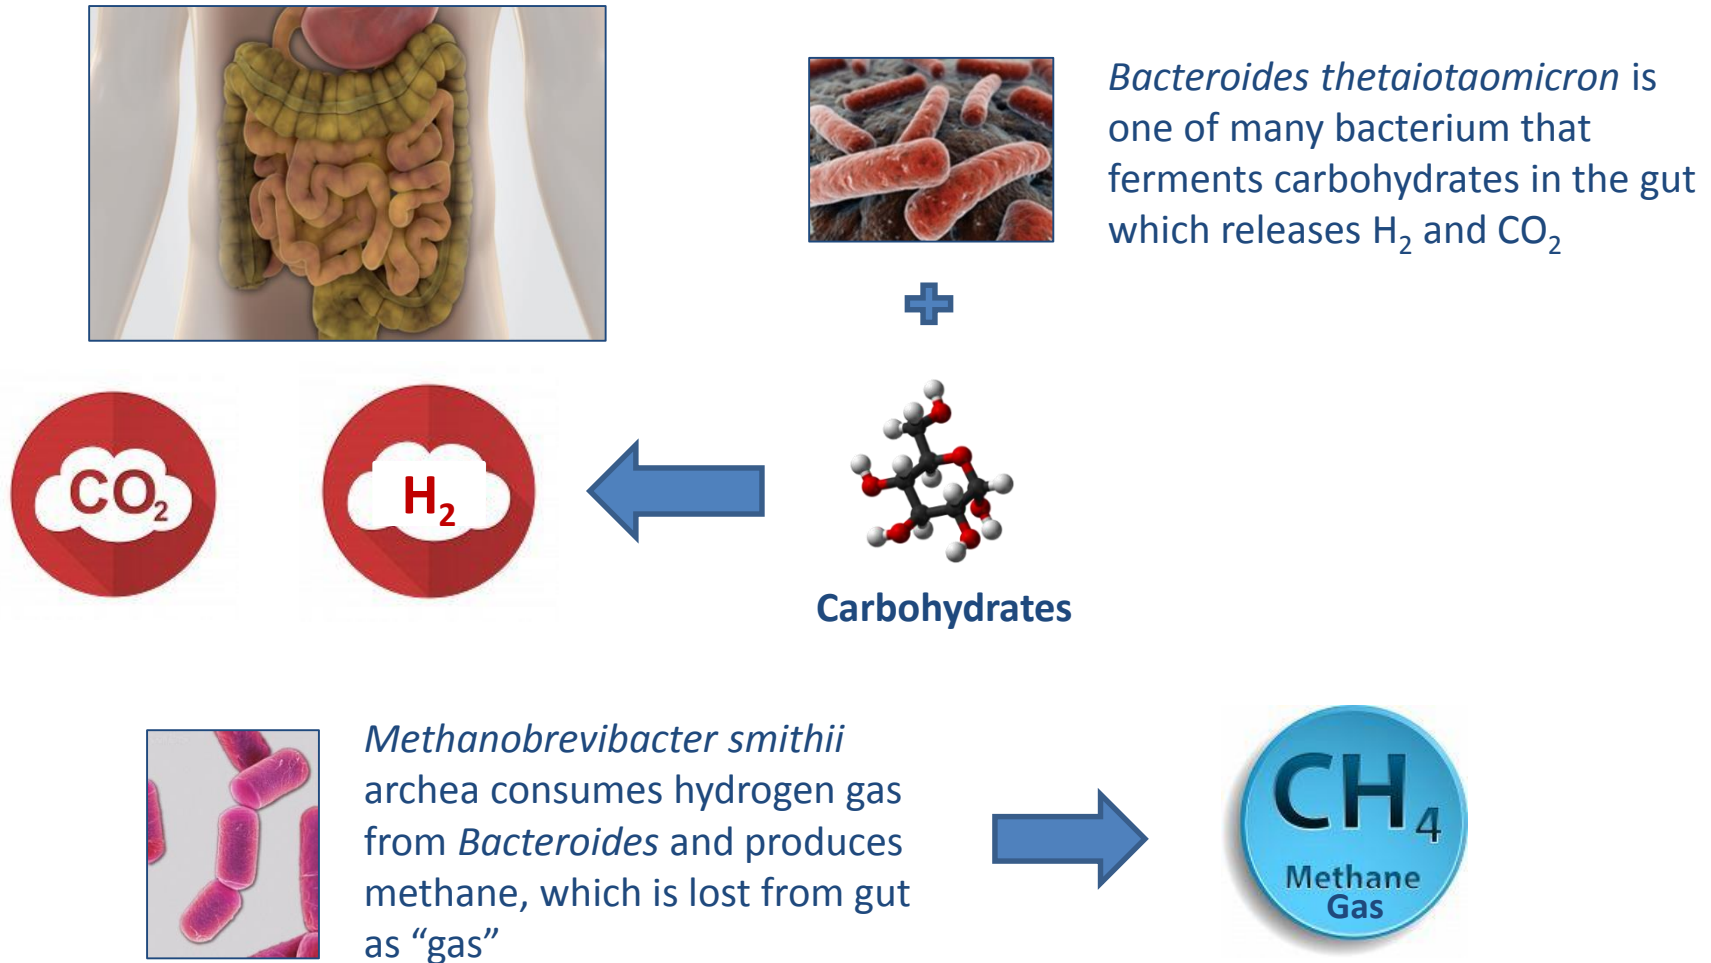 Bacteroides thetaiotaomicron is
one of many bacterium that
ferments carbohydrates in the gut
which releases H₂ and CO₂
CO₂
H₂
Carbohydrates
Methanobrevibacter smithii
archea consumes hydrogen gas
from Bacteroides and produces
methane, which is lost from gut
as “gas”
CH₄
Methane
Gas